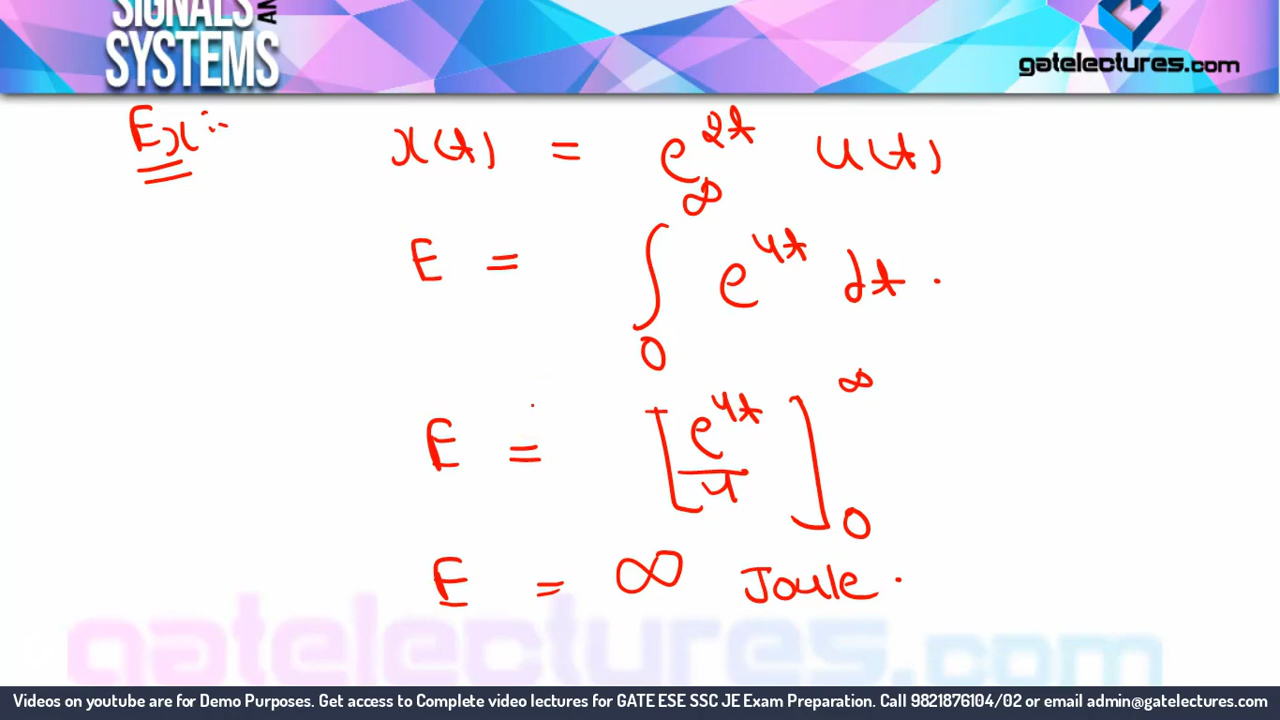 SIGNALS AND
SYSTEMS
gatelectures.com
Ex:-
x(t) = e^{2t} u(t)
E = ∫_0^∞ e^{4t} dt .
E = [e^{4t}/4]_0^∞
E = ∞ Joule .
gatelectures.com
Videos on youtube are for Demo Purposes. Get access to Complete video lectures for GATE ESE SSC JE Exam Preparation. Call 9821876104/02 or email admin@gatelectures.com